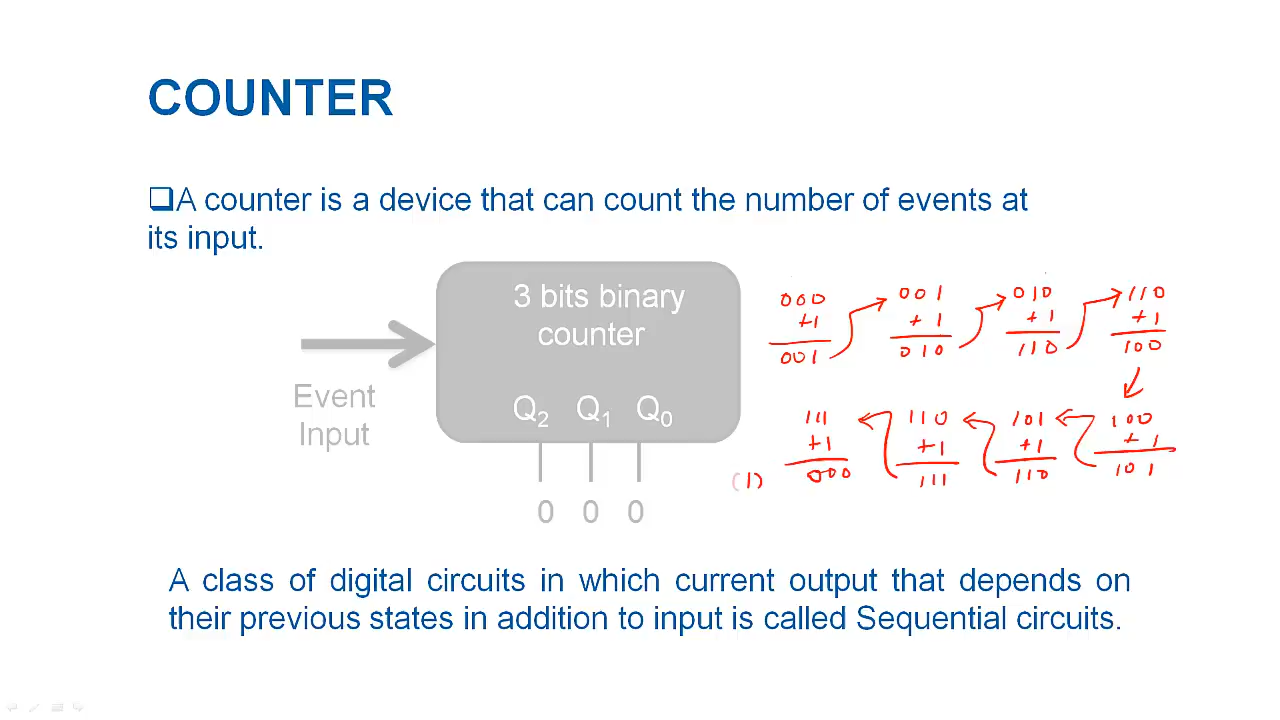 COUNTER
❑A counter is a device that can count the number of events at
its input.
3 bits binary
counter
Event
Input
Q2 Q1 Q0
0 0 0
000 001 010 110
+1 +1 +1 +1
001 010 110 100
111 110 101 100
+1 +1 +1 +1
(1) 000 111 110 101
A class of digital circuits in which current output that depends on
their previous states in addition to input is called Sequential circuits.